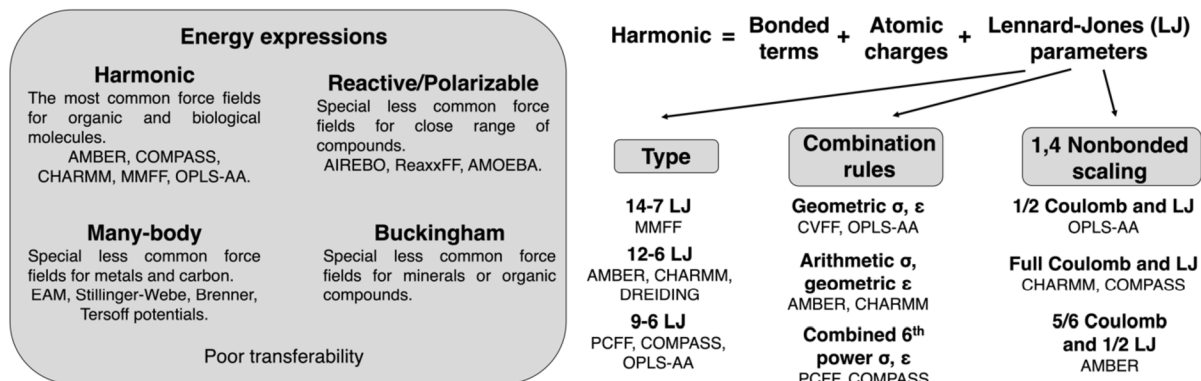 Energy expressions
Harmonic
The most common force fields
for organic and biological
molecules.
AMBER, COMPASS,
CHARMM, MMFF, OPLS-AA.
Reactive/Polarizable
Special less common force
fields for close range of
compounds.
AIREBO, ReaxxFF, AMOEBA.
Many-body
Special less common force
fields for metals and carbon.
EAM, Stillinger-Webe, Brenner,
Tersoff potentials.
Buckingham
Special less common force
fields for minerals or organic
compounds.
Poor transferability
Harmonic = Bonded terms + Atomic charges + Lennard-Jones (LJ) parameters
Type
14-7 LJ
MMFF
12-6 LJ
AMBER, CHARMM,
DREIDING
9-6 LJ
PCFF, COMPASS,
OPLS-AA
Combination
rules
Geometric σ, ε
CVFF, OPLS-AA
Arithmetic σ,
geometric ε
AMBER, CHARMM
Combined 6th
power σ, ε
PCFF, COMPASS
1,4 Nonbonded
scaling
1/2 Coulomb and LJ
OPLS-AA
Full Coulomb and LJ
CHARMM, COMPASS
5/6 Coulomb
and 1/2 LJ
AMBER